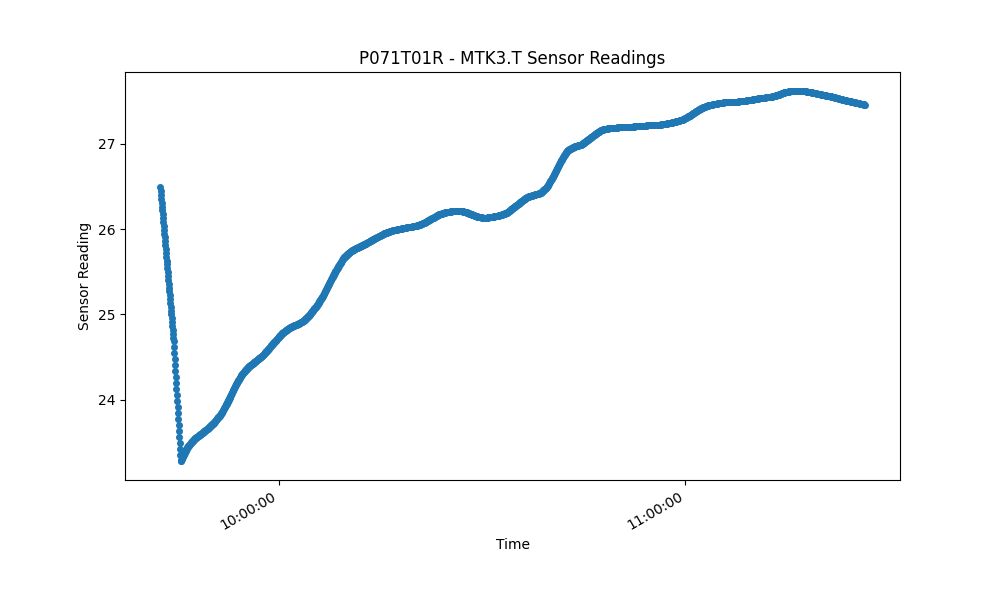 P071T01R - MTK3.T Sensor Readings
Sensor Reading
27
26
25
24
10:00:00
11:00:00
Time